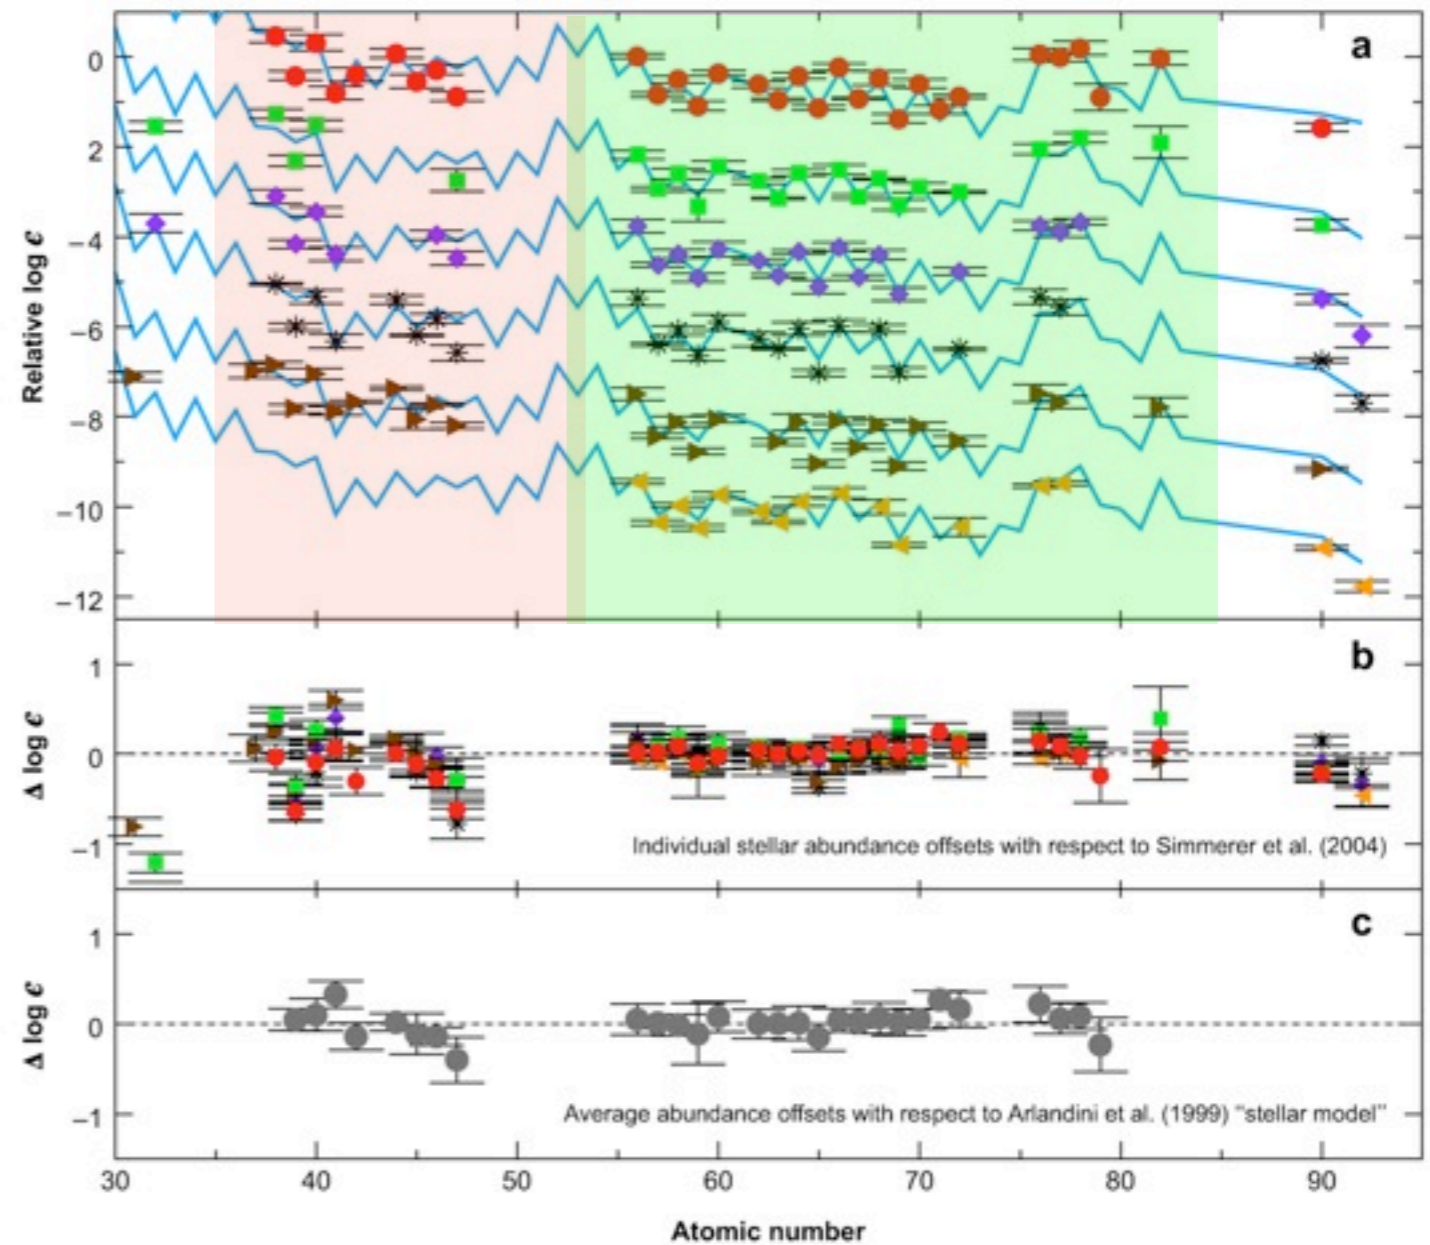 a
0
2
−4
−6
−8
−10
−12
Relative log ϵ
b
1
0
−1
Δ log ϵ
Individual stellar abundance offsets with respect to Simmerer et al. (2004)
c
1
0
−1
Δ log ϵ
Average abundance offsets with respect to Arlandini et al. (1999) "stellar model"
30 40 50 60 70 80 90
Atomic number